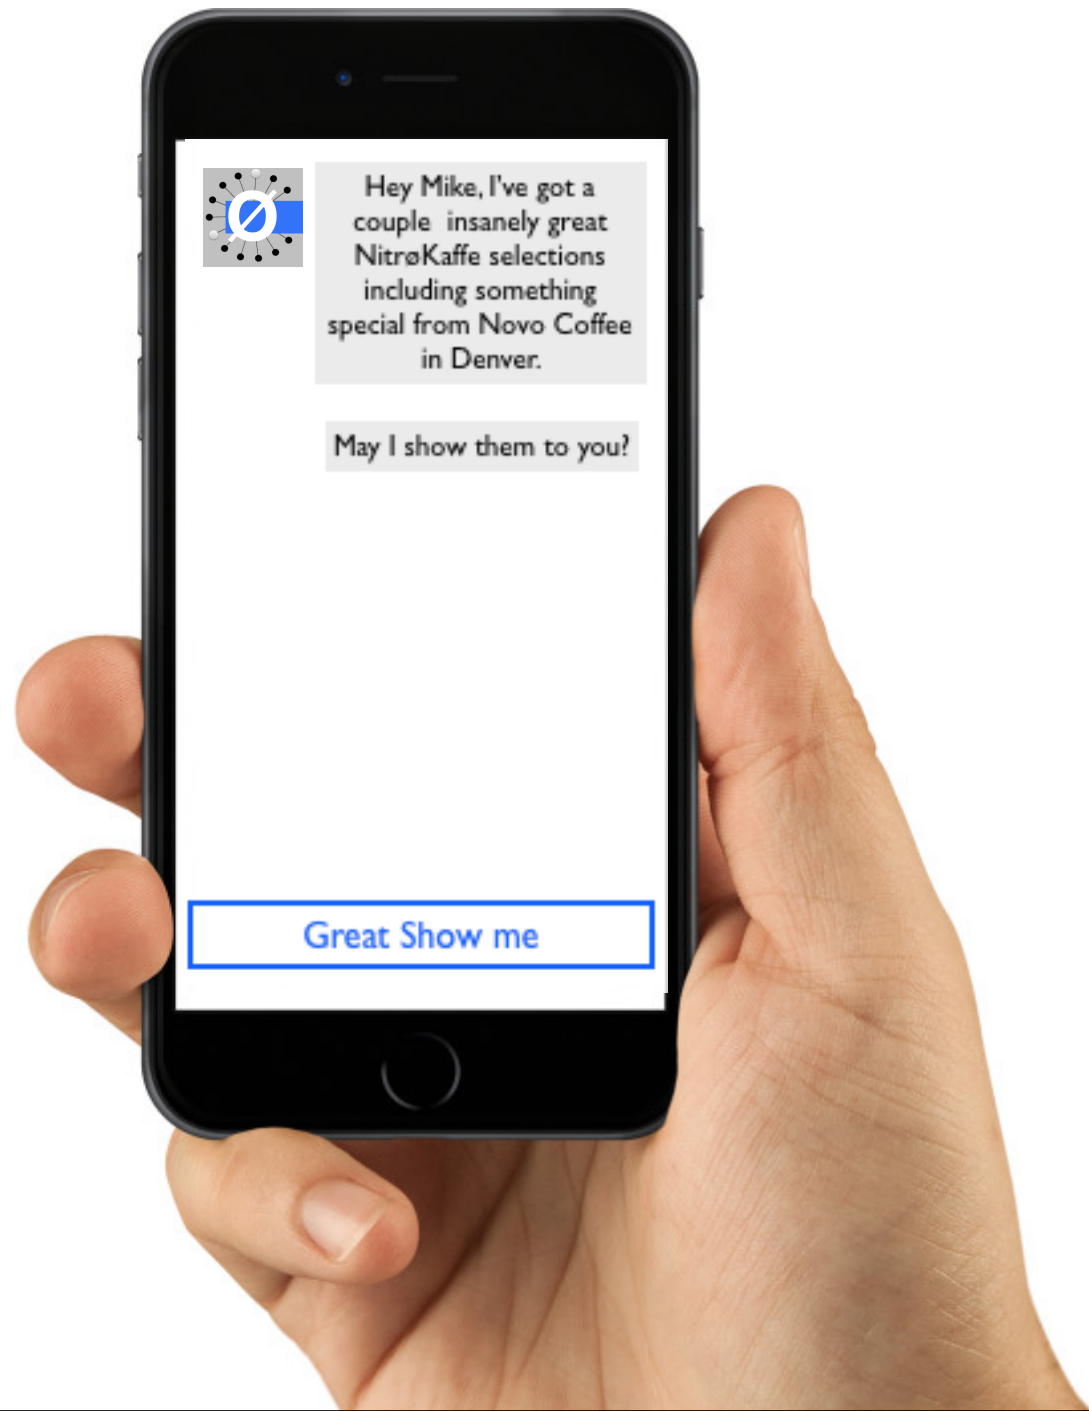 Ø
Hey Mike, I've got a
couple  insanely great
NitrøKaffe selections
including something
special from Novo Coffee
in Denver.
May I show them to you?
Great Show me